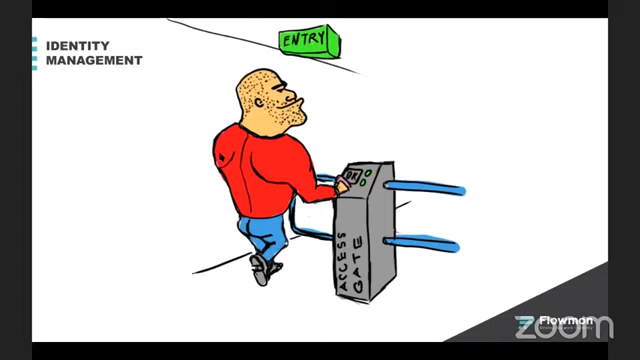 IDENTITY
MANAGEMENT
ENTRY
OK
ACCESS
GATE
Flowmon
zoom